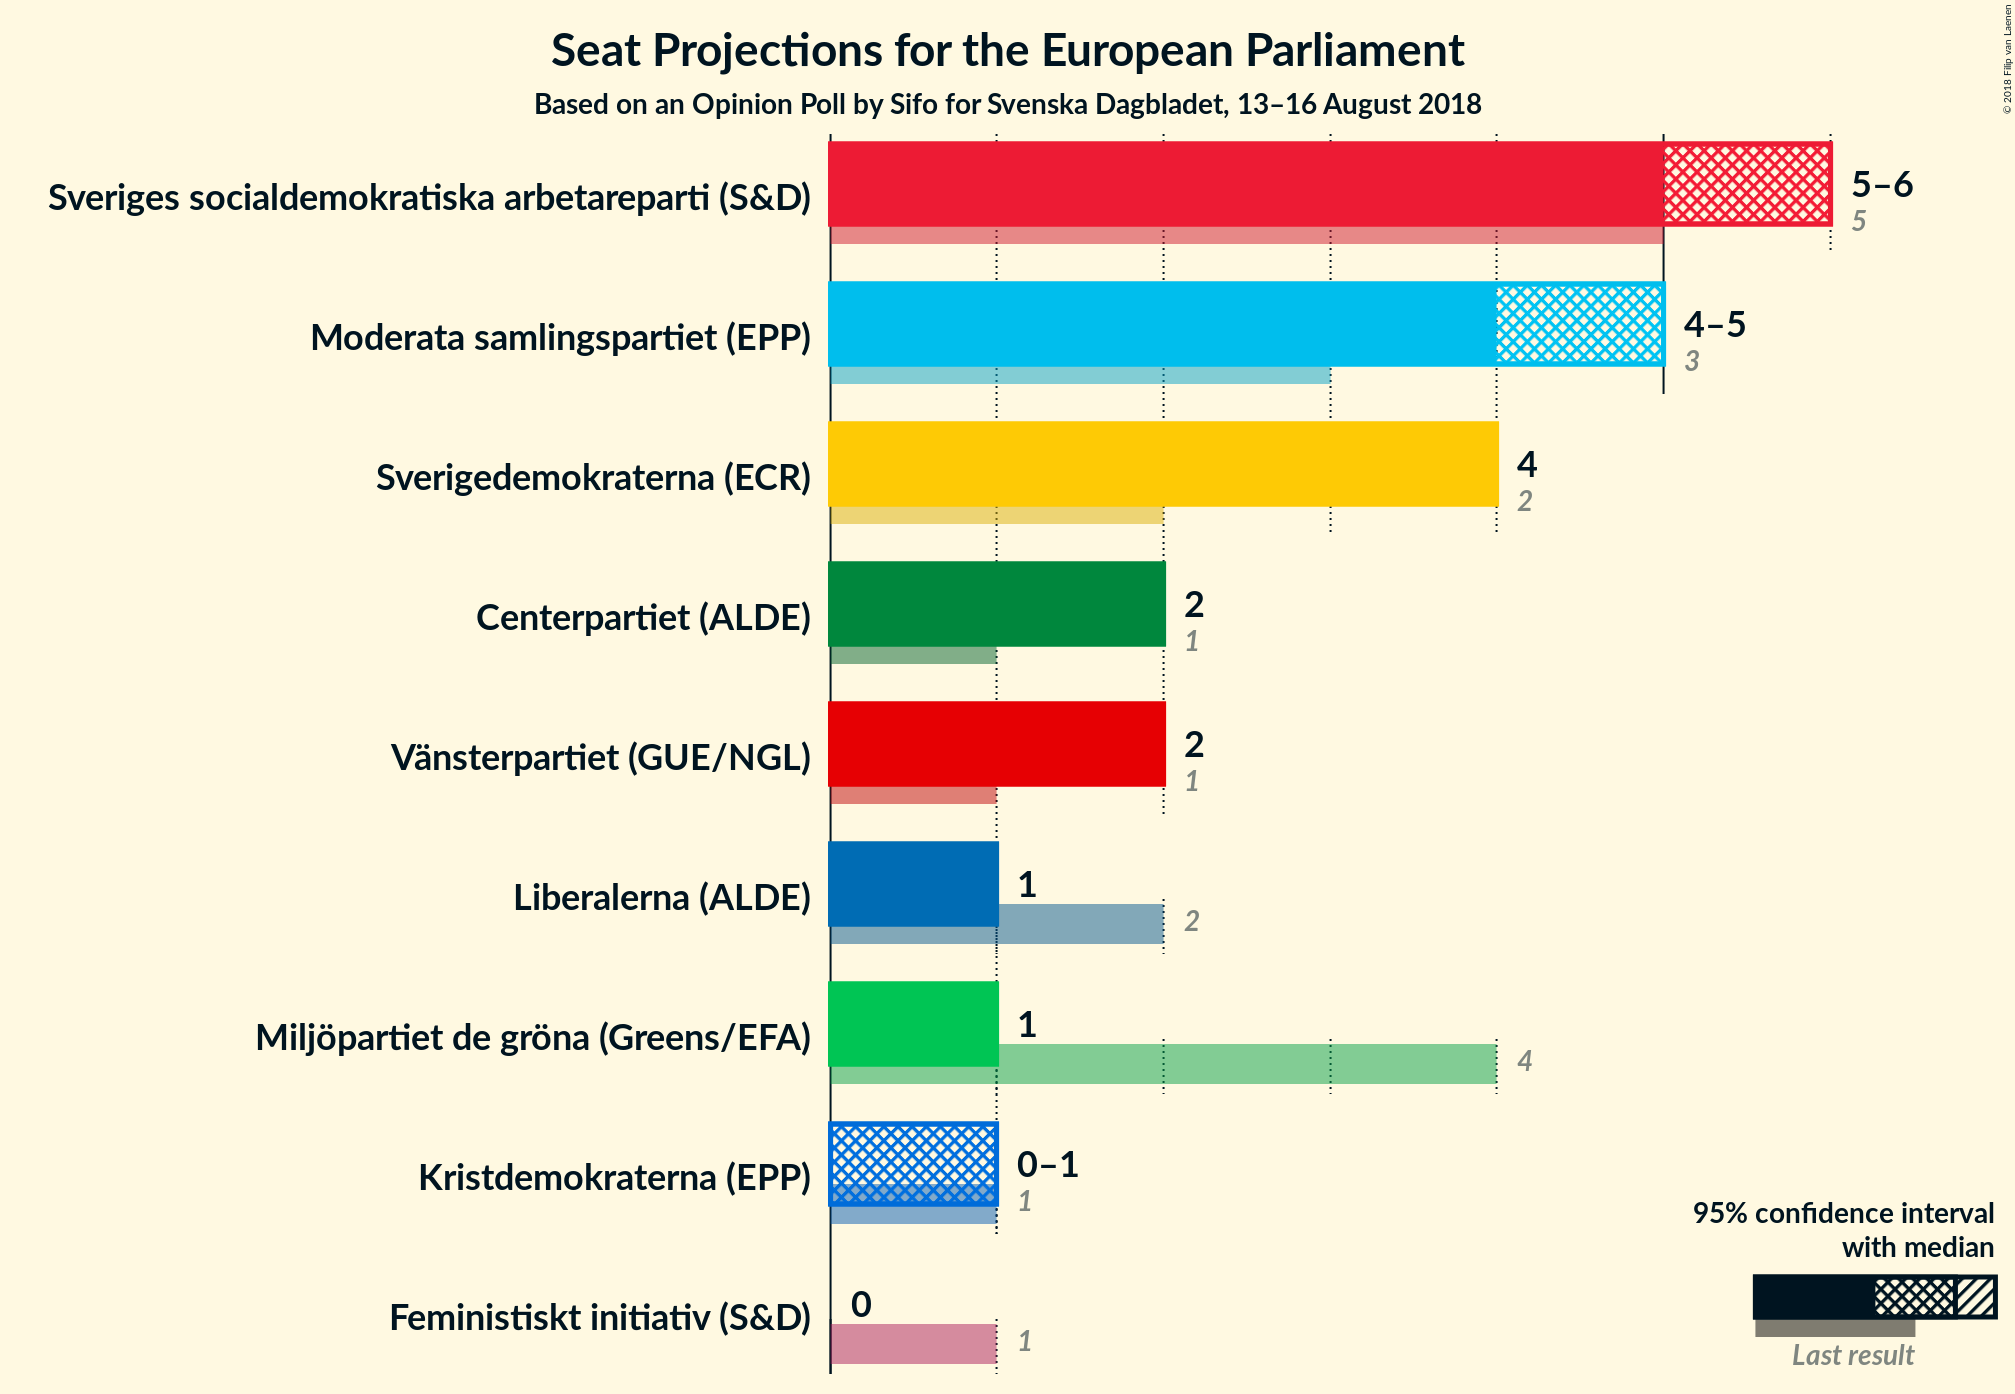 Seat Projections for the European Parliament
Based on an Opinion Poll by Sifo for Svenska Dagbladet, 13–16 August 2018
© 2018 Filip van Laenen
Sveriges socialdemokratiska arbetareparti (S&D)
5–6
5
Moderata samlingspartiet (EPP)
4–5
3
Sverigedemokraterna (ECR)
4
2
Centerpartiet (ALDE)
2
1
Vänsterpartiet (GUE/NGL)
2
1
Liberalerna (ALDE)
1
2
Miljöpartiet de gröna (Greens/EFA)
1
4
Kristdemokraterna (EPP)
0–1
1
Feministiskt initiativ (S&D)
0
1
95% confidence interval
with median
Last result